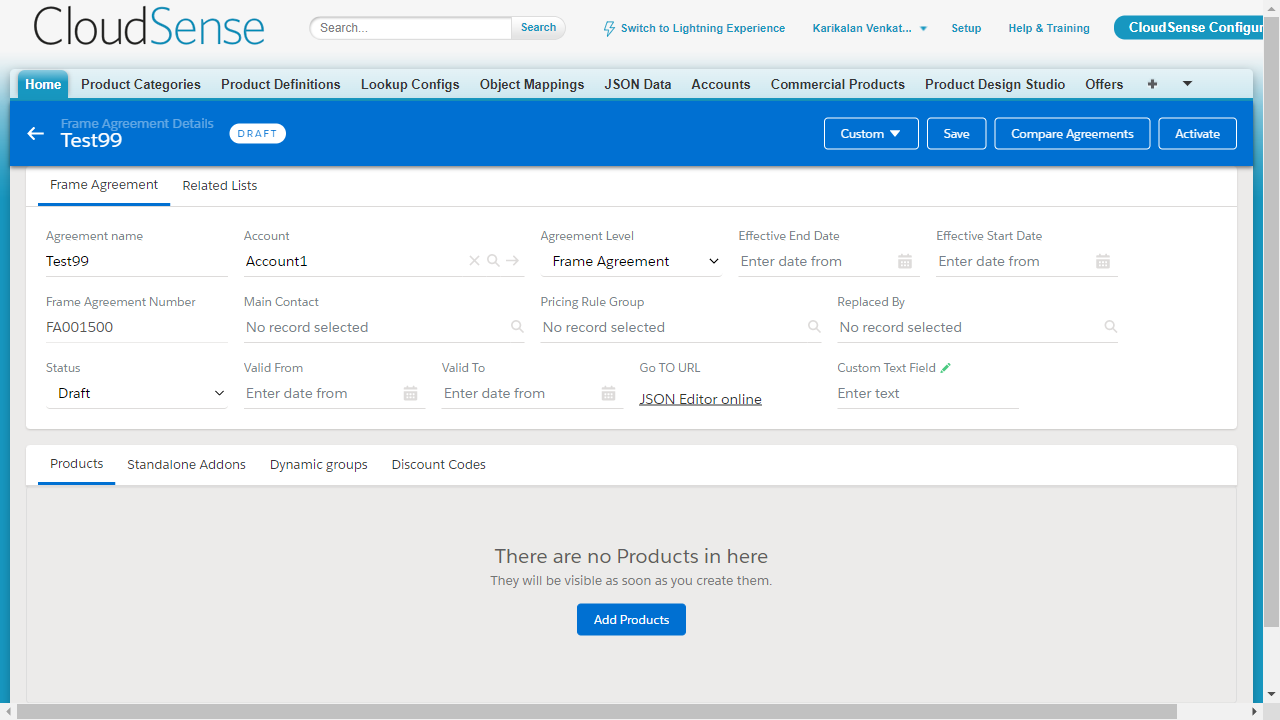 CloudSense
Search...
Search
Switch to Lightning Experience
Karikalan Venkat...
Setup
Help & Training
CloudSense Configur
Home
Product Categories
Product Definitions
Lookup Configs
Object Mappings
JSON Data
Accounts
Commercial Products
Product Design Studio
Offers
Frame Agreement Details
Test99
DRAFT
Custom
Save
Compare Agreements
Activate
Frame Agreement
Related Lists
Agreement name
Account
Agreement Level
Effective End Date
Effective Start Date
Test99
Account1
Frame Agreement
Enter date from
Enter date from
Frame Agreement Number
Main Contact
Pricing Rule Group
Replaced By
FA001500
No record selected
No record selected
No record selected
Status
Valid From
Valid To
Go TO URL
Custom Text Field
Draft
Enter date from
Enter date from
JSON Editor online
Enter text
Products
Standalone Addons
Dynamic groups
Discount Codes
There are no Products in here
They will be visible as soon as you create them.
Add Products